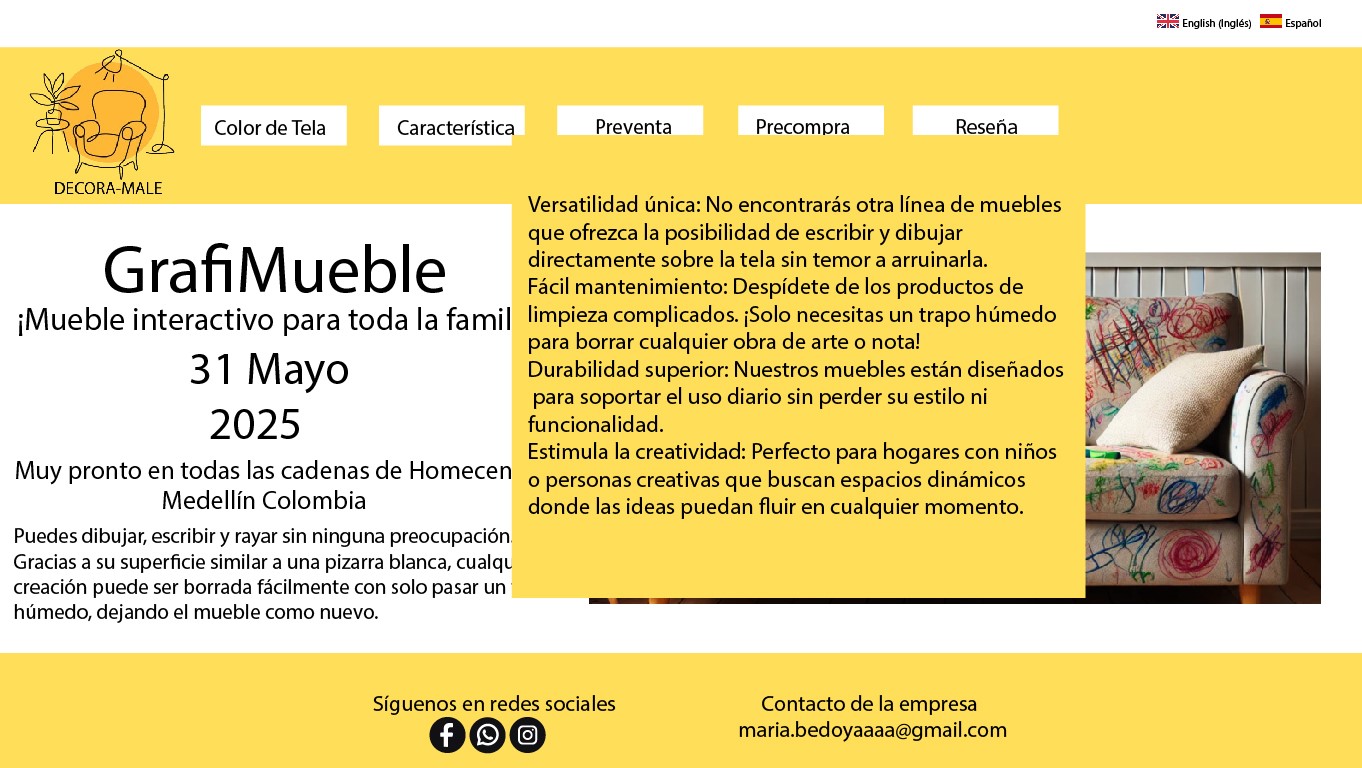 English (Inglés) Español
Color de Tela Característica Preventa Precompra Reseña
DECORA-MALE
GrafiMueble
¡Mueble interactivo para toda la famil
31 Mayo
2025
Muy pronto en todas las cadenas de Homecen
Medellín Colombia
Puedes dibujar, escribir y rayar sin ninguna preocupación.
Gracias a su superficie similar a una pizarra blanca, cualqu
creación puede ser borrada fácilmente con solo pasar un
húmedo, dejando el mueble como nuevo.
Versatilidad única: No encontrarás otra línea de muebles
que ofrezca la posibilidad de escribir y dibujar
directamente sobre la tela sin temor a arruinarla.
Fácil mantenimiento: Despídete de los productos de
limpieza complicados. ¡Solo necesitas un trapo húmedo
para borrar cualquier obra de arte o nota!
Durabilidad superior: Nuestros muebles están diseñados
para soportar el uso diario sin perder su estilo ni
funcionalidad.
Estimula la creatividad: Perfecto para hogares con niños
o personas creativas que buscan espacios dinámicos
donde las ideas puedan fluir en cualquier momento.
Síguenos en redes sociales
Contacto de la empresa
maria.bedoyaaaa@gmail.com